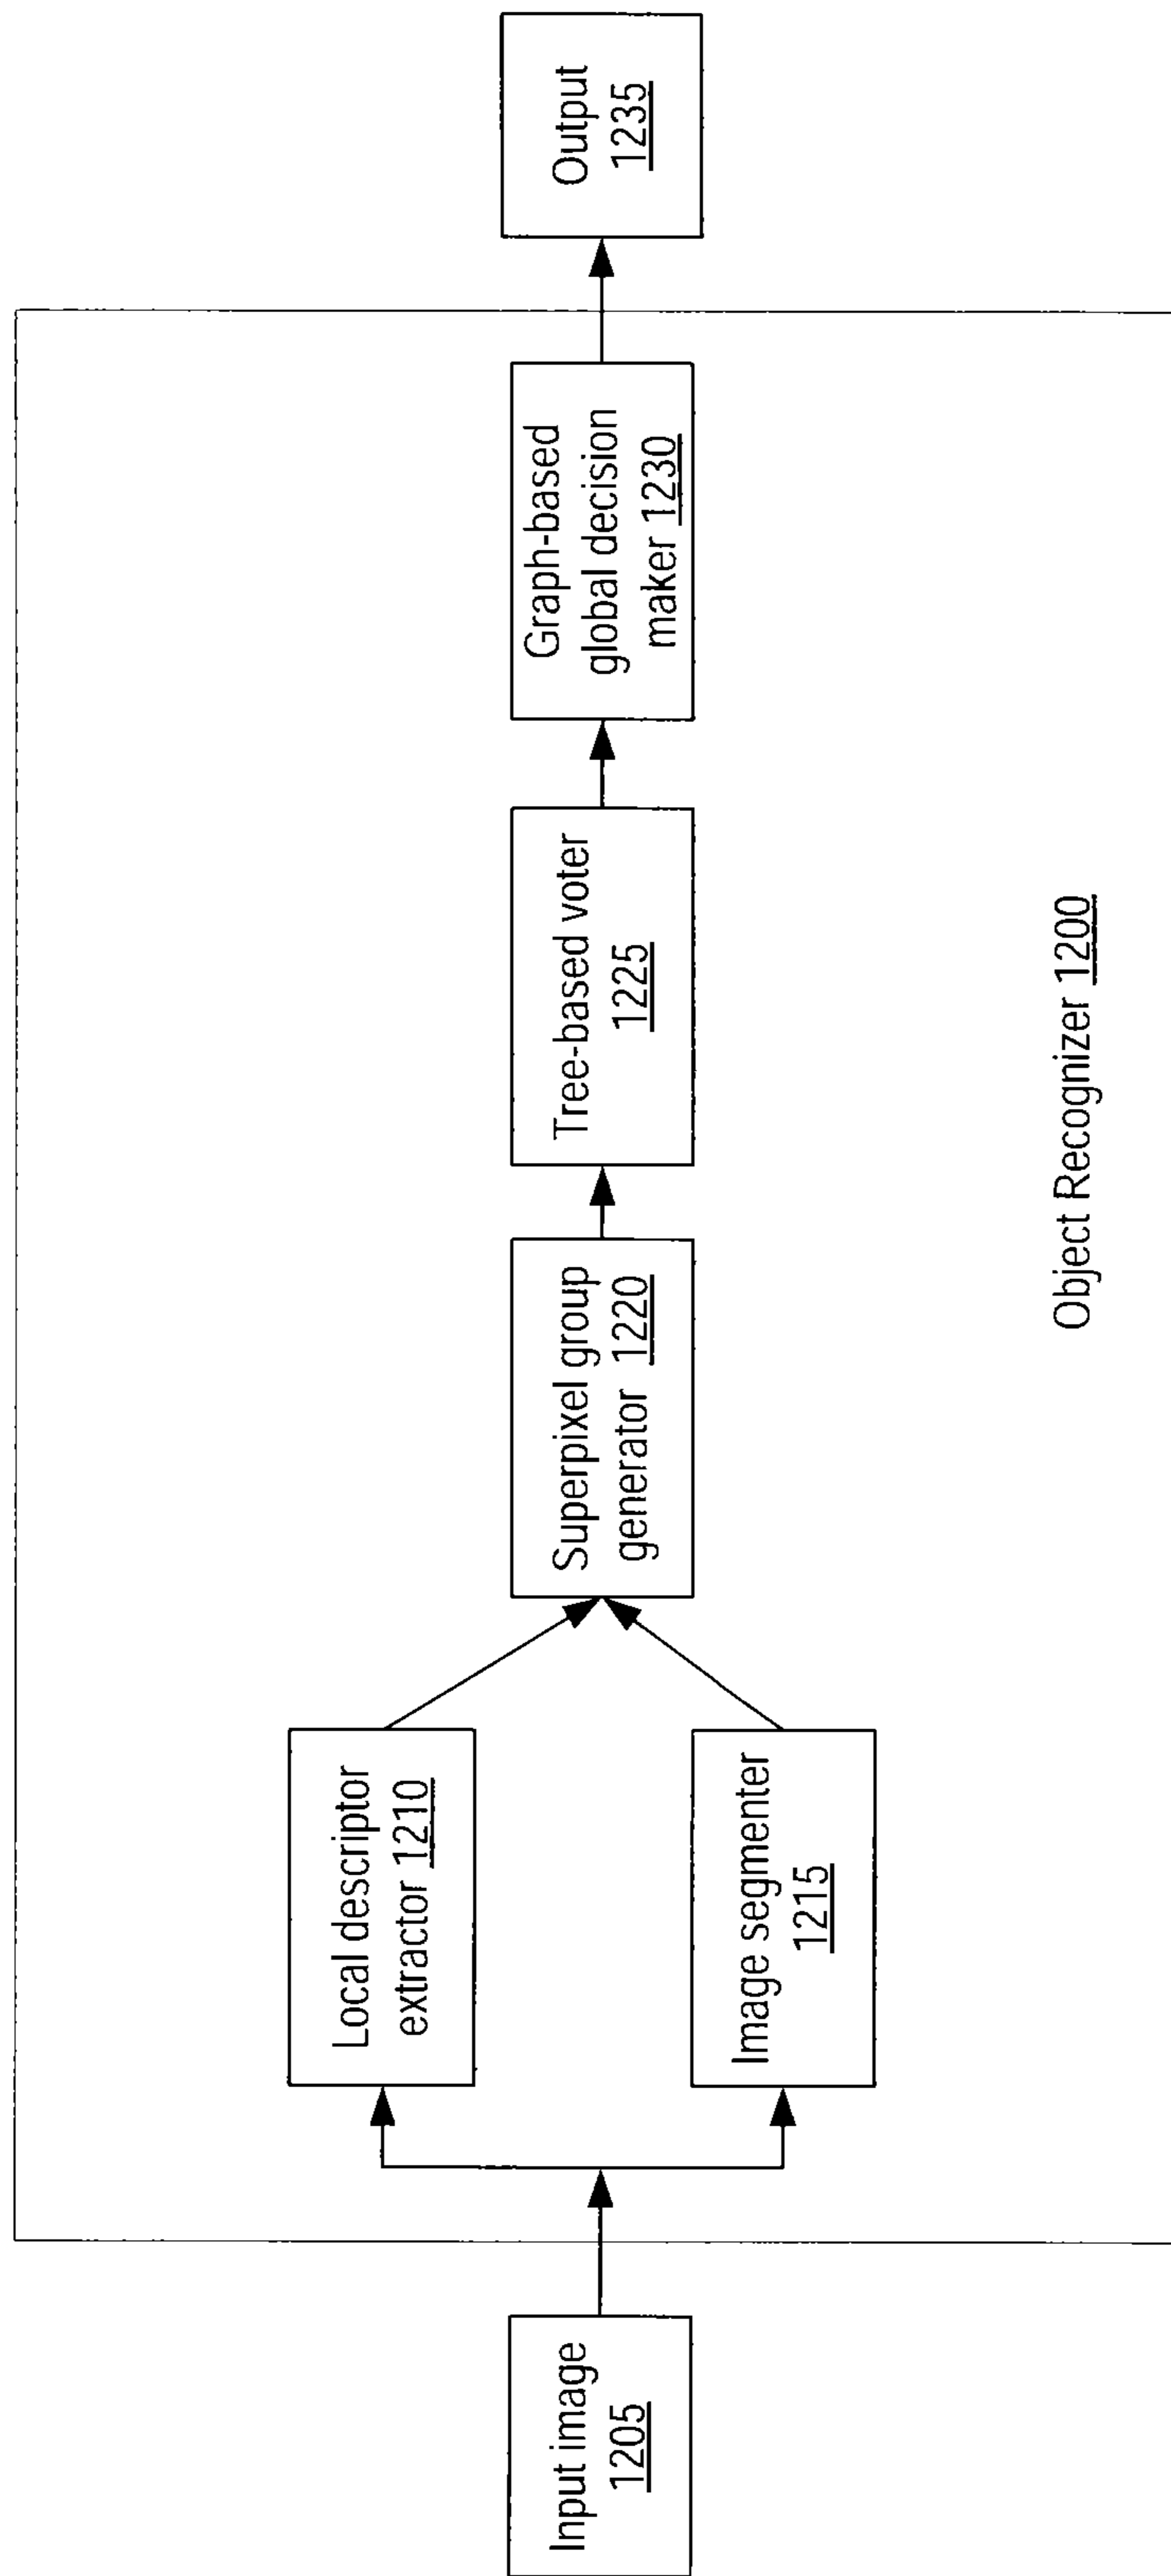 Input image
1205
Local descriptor
extractor 1210
Image segmenter
1215
Superpixel group
generator 1220
Tree-based voter
1225
Graph-based
global decision
maker 1230
Output
1235
Object Recognizer 1200